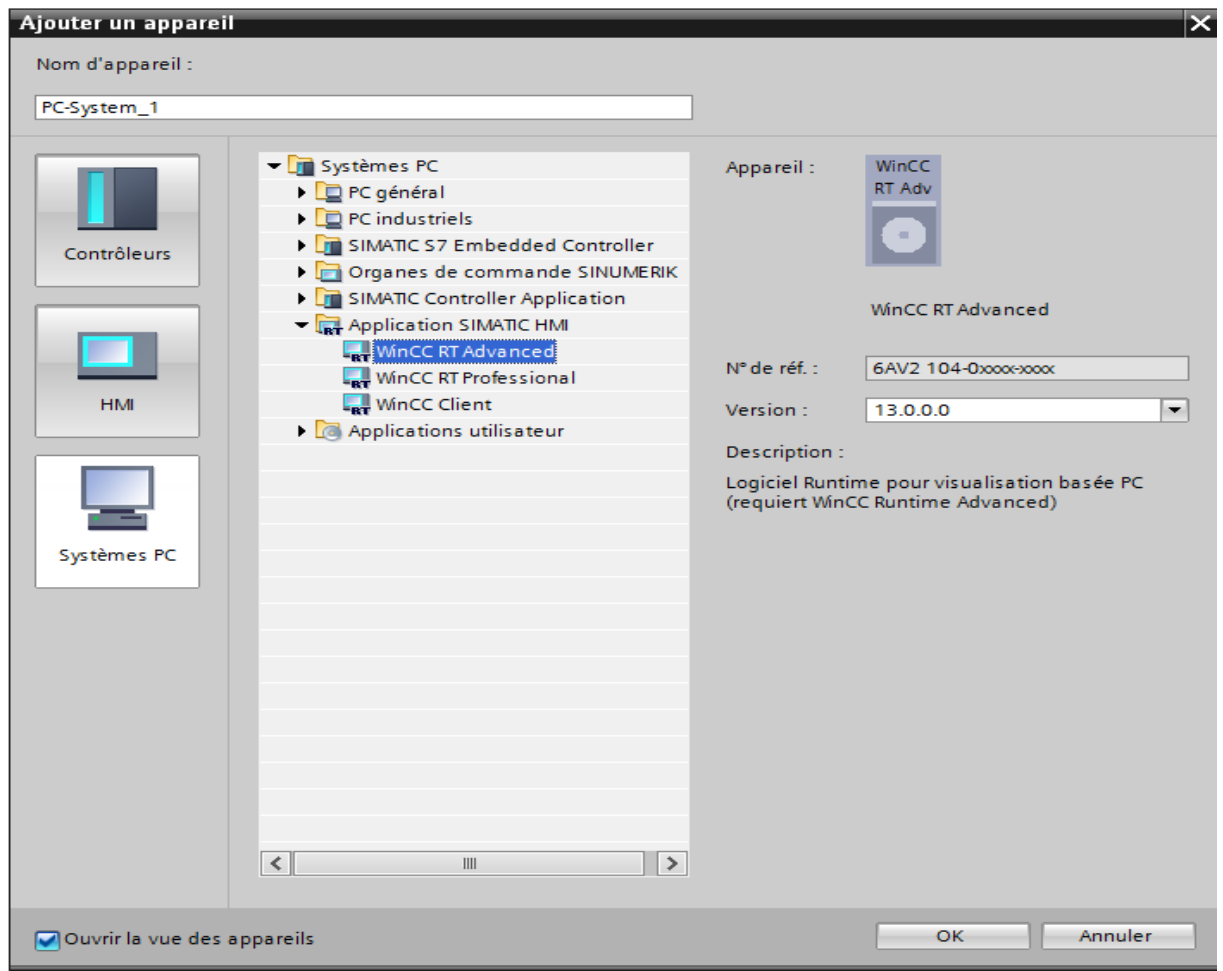 Ajouter un appareil
Nom d'appareil :
PC-System_1
Contrôleurs
HMI
Systèmes PC
Systèmes PC
PC général
PC industriels
SIMATIC S7 Embedded Controller
Organes de commande SINUMERIK
SIMATIC Controller Application
Application SIMATIC HMI
WinCC RT Advanced
WinCC RT Professional
WinCC Client
Applications utilisateur
Appareil :
WinCC
RT Adv
WinCC RT Advanced
N° de réf. :
6AV2 104-0xxxx-xxxx
Version :
13.0.0.0
Description :
Logiciel Runtime pour visualisation basée PC
(requiert WinCC Runtime Advanced)
Ouvrir la vue des appareils
OK
Annuler